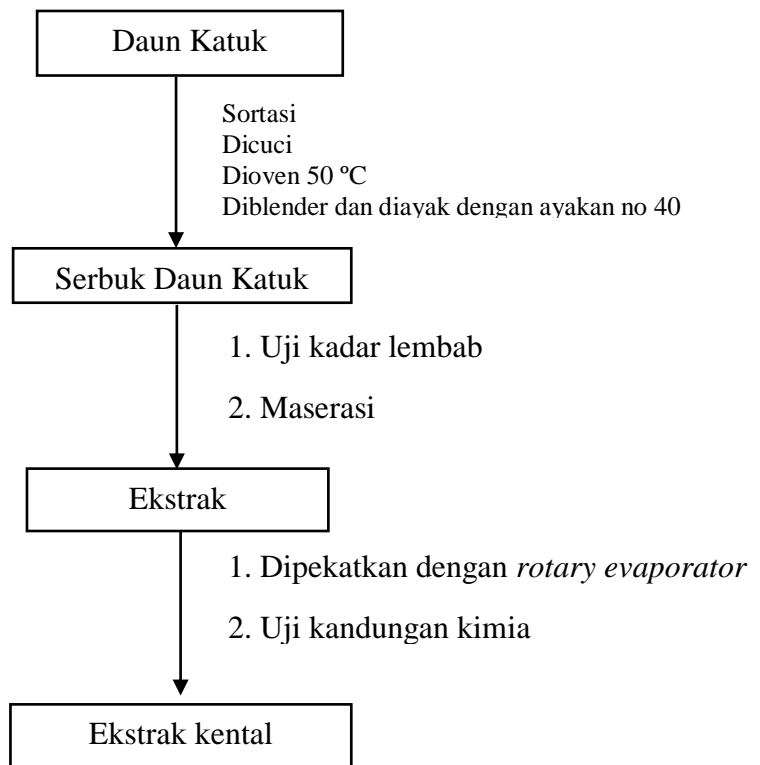 Daun Katuk
Sortasi
Dicuci
Dioven 50 ºC
Diblender dan diayak dengan ayakan no 40
Serbuk Daun Katuk
1. Uji kadar lembab
2. Maserasi
Ekstrak
1. Dipekatkan dengan rotary evaporator
2. Uji kandungan kimia
Ekstrak kental